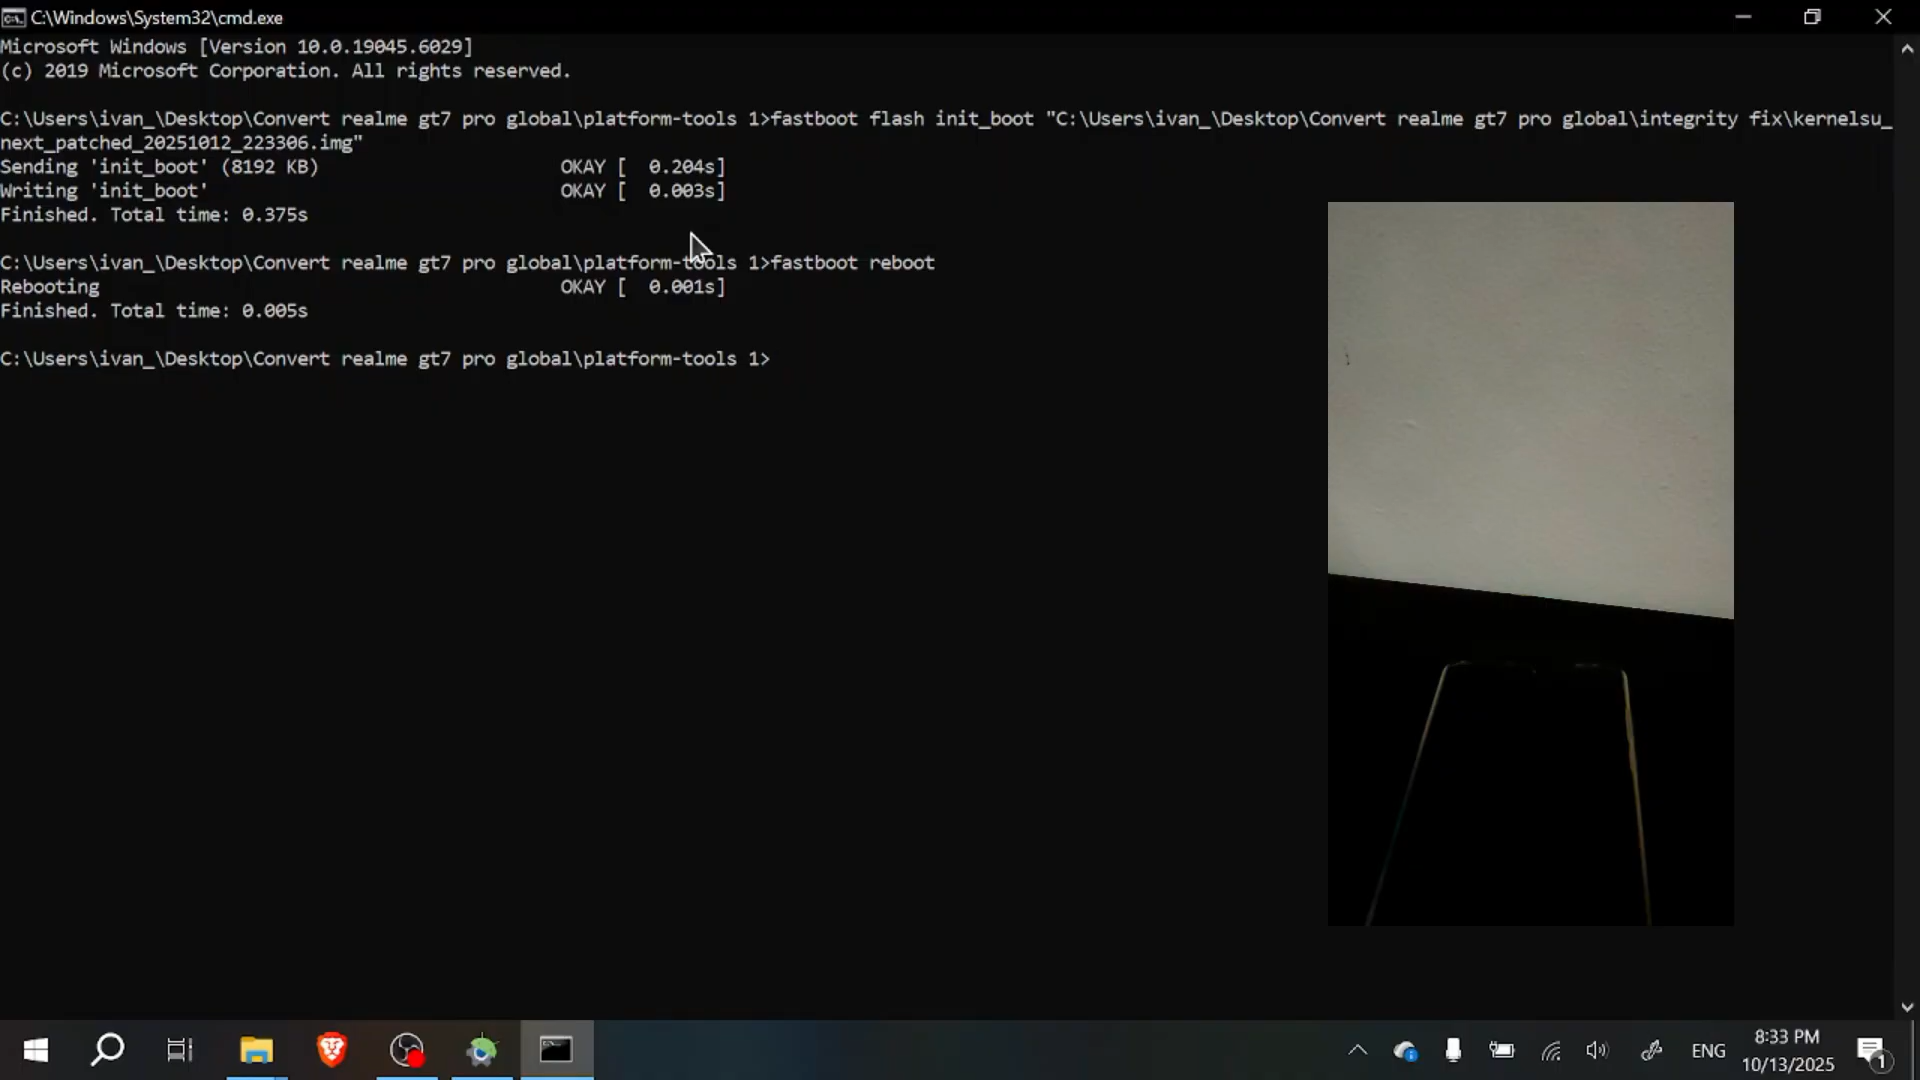 C:\Windows\System32\cmd.exe
Microsoft Windows [Version 10.0.19045.6029]
(c) 2019 Microsoft Corporation. All rights reserved.
C:\Users\ivan_\Desktop\Convert realme gt7 pro global\platform-tools 1>fastboot flash init_boot "C:\Users\ivan_\Desktop\Convert realme gt7 pro global\integrity fix\kernelsu_
next_patched_20251012_223306.img"
Sending 'init_boot' (8192 KB) OKAY [ 0.204s]
Writing 'init_boot' OKAY [ 0.003s]
Finished. Total time: 0.375s
C:\Users\ivan_\Desktop\Convert realme gt7 pro global\platform-tools 1>fastboot reboot
Rebooting OKAY [ 0.001s]
Finished. Total time: 0.005s
C:\Users\ivan_\Desktop\Convert realme gt7 pro global\platform-tools 1>
ENG
8:33 PM
10/13/2025
1